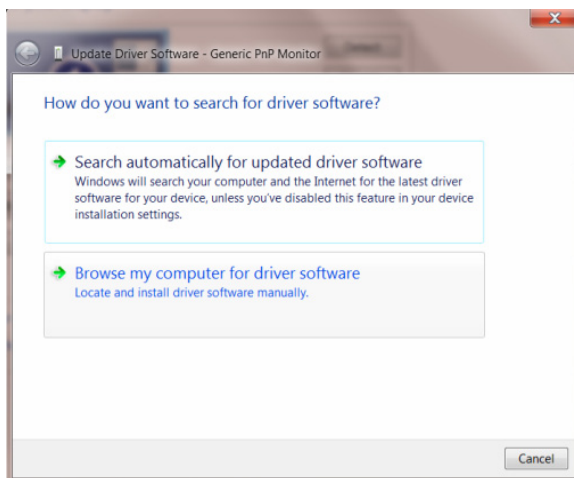 Update Driver Software - Generic PnP Monitor
How do you want to search for driver software?
Search automatically for updated driver software
Windows will search your computer and the Internet for the latest driver
software for your device, unless you've disabled this feature in your device
installation settings.
Browse my computer for driver software
Locate and install driver software manually.
Cancel